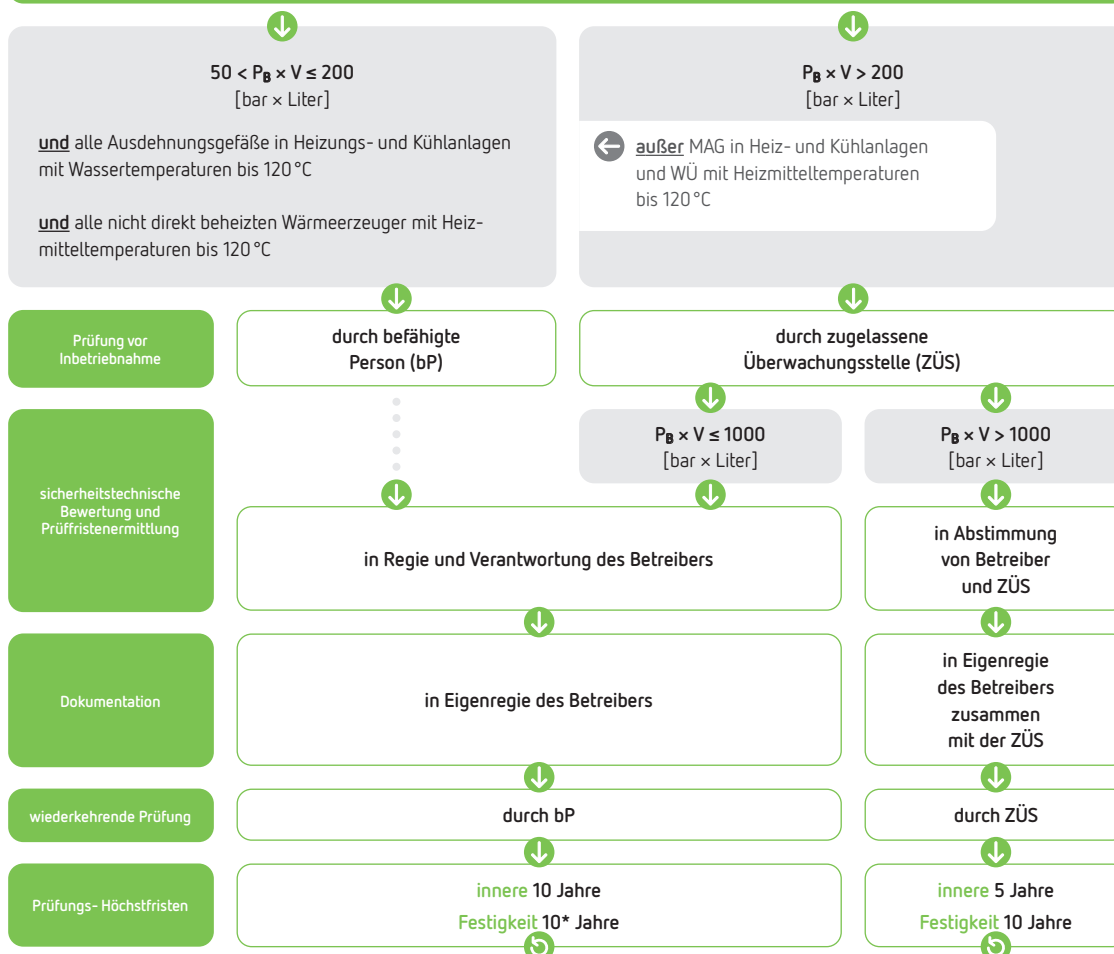 50 < PB × V ≤ 200
[bar × Liter]
und alle Ausdehnungsgefäße in Heizungs- und Kühlanlagen
mit Wassertemperaturen bis 120 °C
und alle nicht direkt beheizten Wärmeerzeuger mit Heiz-
mitteltemperaturen bis 120 °C
PB × V > 200
[bar × Liter]
außer MAG in Heiz- und Kühlanlagen
und WÜ mit Heizmitteltemperaturen
bis 120 °C
Prüfung vor
Inbetriebnahme
durch befähigte
Person (bP)
durch zugelassene
Überwachungsstelle (ZÜS)
PB × V ≤ 1000
[bar × Liter]
PB × V > 1000
[bar × Liter]
sicherheitstechnische
Bewertung und
Prüffristenermittlung
in Regie und Verantwortung des Betreibers
in Abstimmung
von Betreiber
und ZÜS
Dokumentation
in Eigenregie des Betreibers
in Eigenregie
des Betreibers
zusammen
mit der ZÜS
wiederkehrende Prüfung
durch bP
durch ZÜS
Prüfungs- Höchstfristen
innere 10 Jahre
Festigkeit 10* Jahre
innere 5 Jahre
Festigkeit 10 Jahre